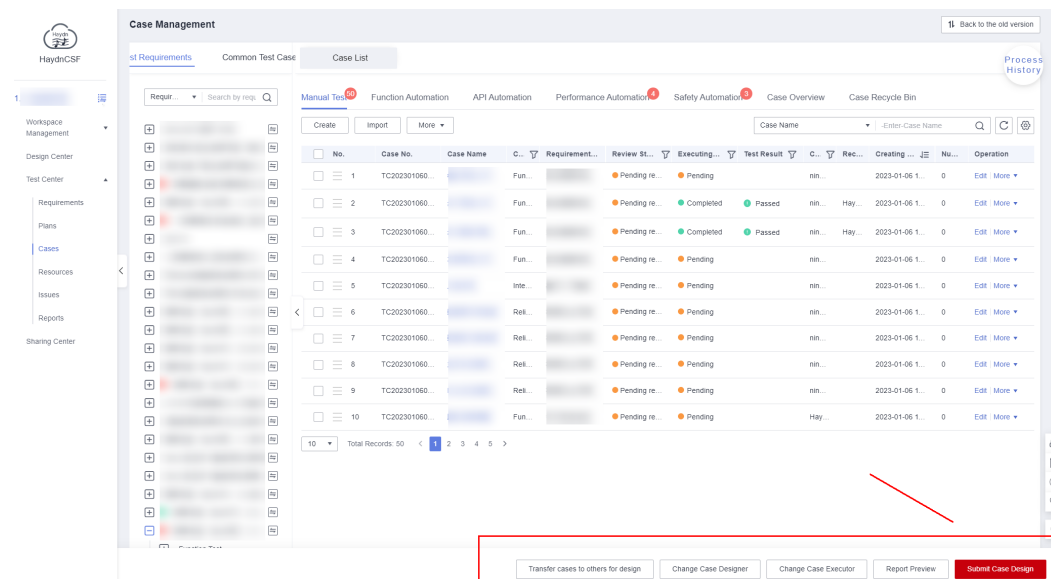 Haydn
HaydnCSF
1
Workspace
Management
Design Center
Test Center
Requirements
Plans
Cases
Resources
Issues
Reports
Sharing Center
Case Management
Back to the old version
st Requirements Common Test Case Case List
Process
History
Requir... Search by requ
Manual Test 50 Function Automation API Automation Performance Automation 4 Safety Automation 3 Case Overview Case Recycle Bin
Create Import More Case Name -Enter-Case Name
No. Case No. Case Name C... Requirement... Review St... Executing... Test Result C... Rec... Creating ... Nu... Operation
1 TC202301060... Fun... Pending re... Pending nin... 2023-01-06 1... 0 Edit More
2 TC202301060... Fun... Pending re... Completed Passed nin... Hay... 2023-01-06 1... 0 Edit More
3 TC202301060... Fun... Pending re... Completed Passed nin... Hay... 2023-01-06 1... 0 Edit More
4 TC202301060... Fun... Pending re... Pending nin... 2023-01-06 1... 0 Edit More
5 TC202301060... Inte... Pending re... Pending nin... 2023-01-06 1... 0 Edit More
6 TC202301060... Reli... Pending re... Pending nin... 2023-01-06 1... 0 Edit More
7 TC202301060... Reli... Pending re... Pending nin... 2023-01-06 1... 0 Edit More
8 TC202301060... Reli... Pending re... Pending nin... 2023-01-06 1... 0 Edit More
9 TC202301060... Reli... Pending re... Pending nin... 2023-01-06 1... 0 Edit More
10 TC202301060... Fun... Pending re... Pending Hay... 2023-01-06 1... 0 Edit More
10 Total Records: 50 < 1 2 3 4 5 >
Function Test
Transfer cases to others for design Change Case Designer Change Case Executor Report Preview Submit Case Design